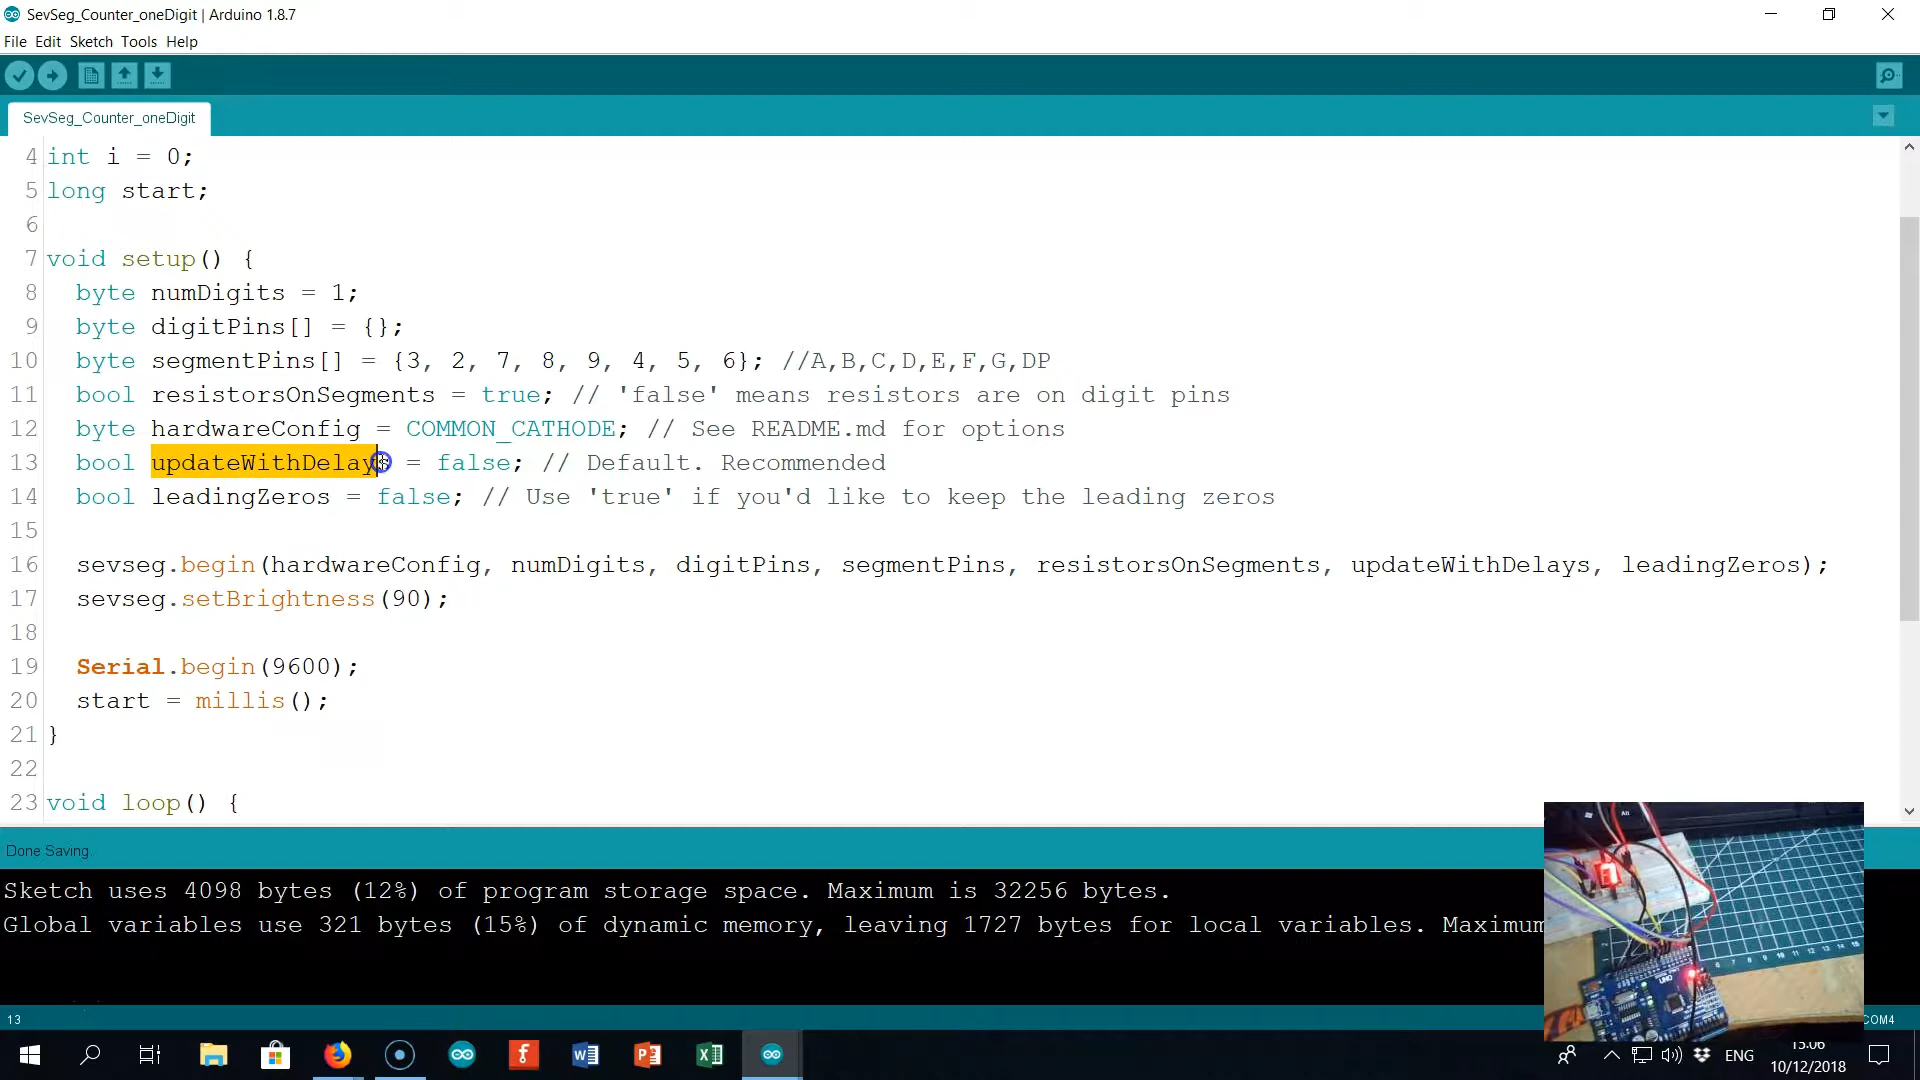 SevSeg_Counter_oneDigit | Arduino 1.8.7
File Edit Sketch Tools Help
SevSeg_Counter_oneDigit
4 int i = 0;
5 long start;
6
7 void setup() {
8 byte numDigits = 1;
9 byte digitPins[] = {};
10 byte segmentPins[] = {3, 2, 7, 8, 9, 4, 5, 6}; //A,B,C,D,E,F,G,DP
11 bool resistorsOnSegments = true; // 'false' means resistors are on digit pins
12 byte hardwareConfig = COMMON_CATHODE; // See README.md for options
13 bool updateWithDelays = false; // Default. Recommended
14 bool leadingZeros = false; // Use 'true' if you'd like to keep the leading zeros
15
16 sevseg.begin(hardwareConfig, numDigits, digitPins, segmentPins, resistorsOnSegments, updateWithDelays, leadingZeros);
17 sevseg.setBrightness(90);
18
19 Serial.begin(9600);
20 start = millis();
21 }
22
23 void loop() {
Done Saving.
Sketch uses 4098 bytes (12%) of program storage space. Maximum is 32256 bytes.
Global variables use 321 bytes (15%) of dynamic memory, leaving 1727 bytes for local variables. Maximum
13
COM4
ENG
15:06
10/12/2018